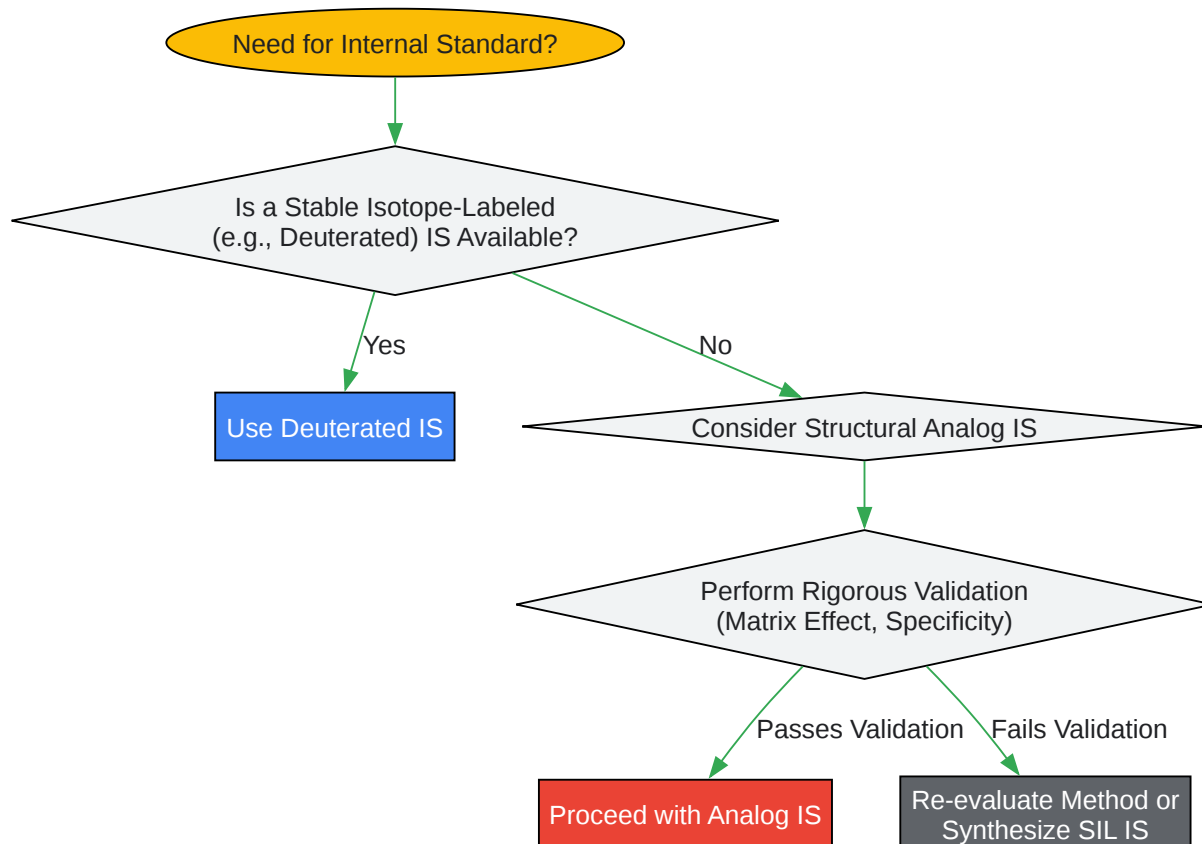 Need for Internal Standard?
Is a Stable Isotope-Labeled
(e.g., Deuterated) IS Available?
Yes
No
Use Deuterated IS
Consider Structural Analog IS
Perform Rigorous Validation
(Matrix Effect, Specificity)
Passes Validation
Fails Validation
Proceed with Analog IS
Re-evaluate Method or
Synthesize SIL IS